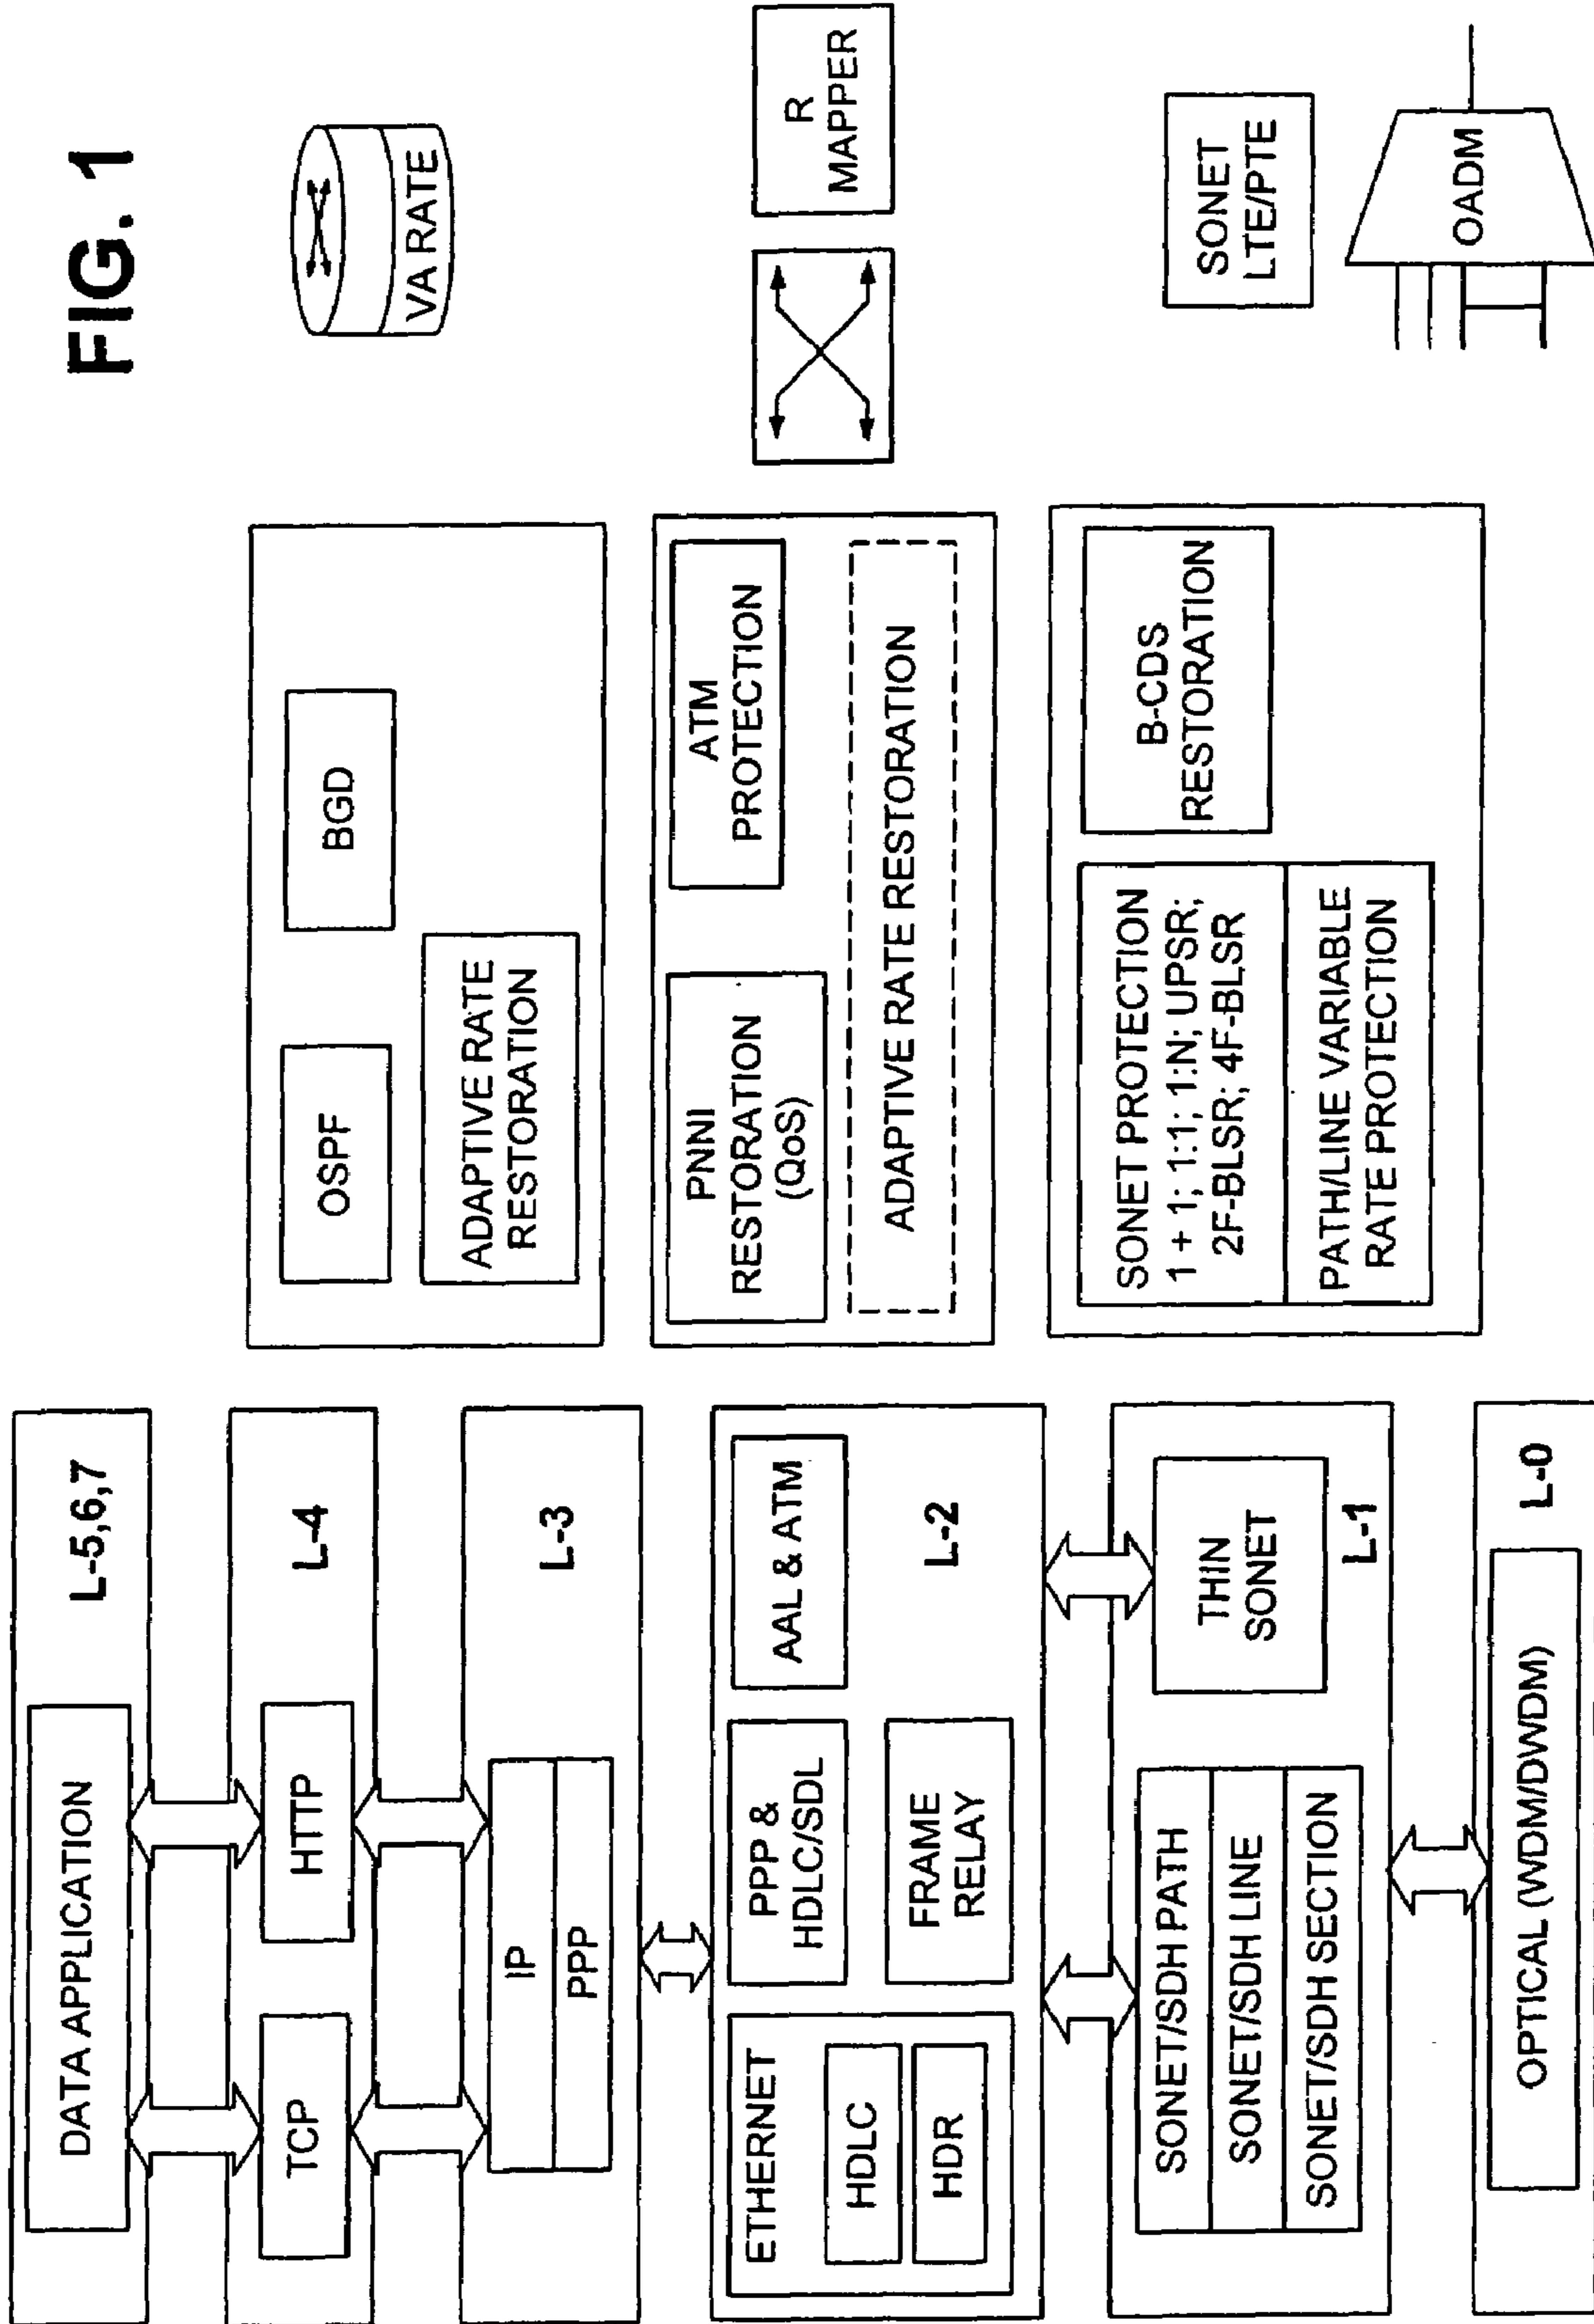 FIG. 1
L-5,6,7
DATA APPLICATION
L-4
TCP
HTTP
L-3
IP
PPP
ETHERNET
HDLC
HDR
PPP &
HDLC/SDL
FRAME
RELAY
AAL & ATM
L-2
SONET/SDH PATH
SONET/SDH LINE
SONET/SDH SECTION
THIN
SONET
L-1
OPTICAL (WDM/DWDM)
L-0
OSPF
BGD
ADAPTIVE RATE
RESTORATION
PNNI
RESTORATION
(QoS)
ATM
PROTECTION
ADAPTIVE RATE RESTORATION
SONET PROTECTION
1 + 1; 1:1; 1:N; UPSR;
2F-BLSR; 4F-BLSR
PATH/LINE VARIABLE
RATE PROTECTION
B-CDS
RESTORATION
VA RATE
R
MAPPER
SONET
LTE/PTE
OADM